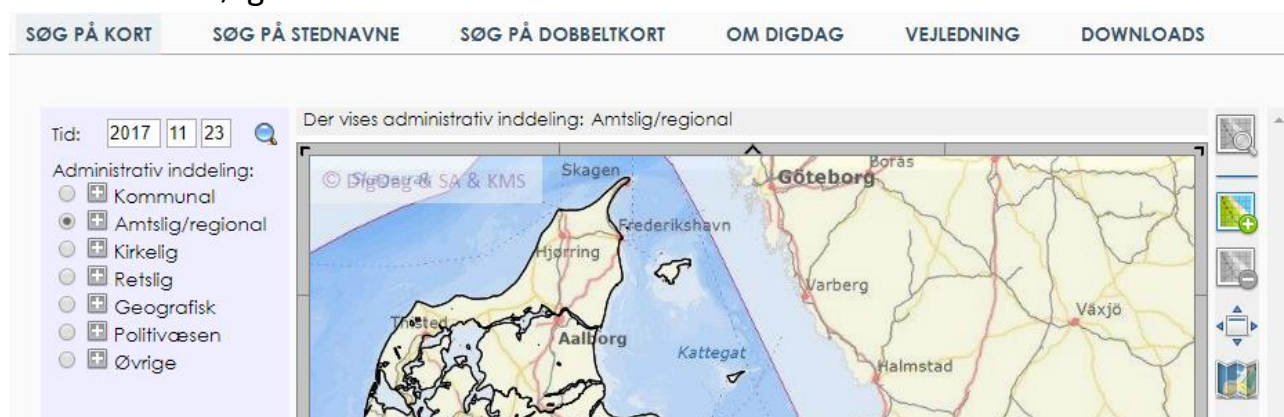 SØG PÅ KORT SØG PÅ STEDNAVNE SØG PÅ DOBBELTKORT OM DIGDAG VEJLEDNING DOWNLOADS
Tid: 2017 11 23
Administrativ inddeling:
Kommunal
Amtslig/regional
Kirkelig
Retslig
Geografisk
Politivæsen
Øvrige
Der vises administrativ inddeling: Amtslig/regional
© DigDag & SA & KMS
Skagerrak
Skagen
Göteborg
Borås
Frederikshavn
Hjørring
Varberg
Växjö
Thisted
Aalborg
Kattegat
Halmstad